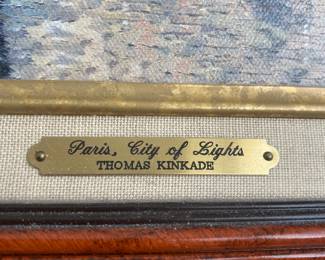 Paris, City of Lights
THOMAS KINKADE